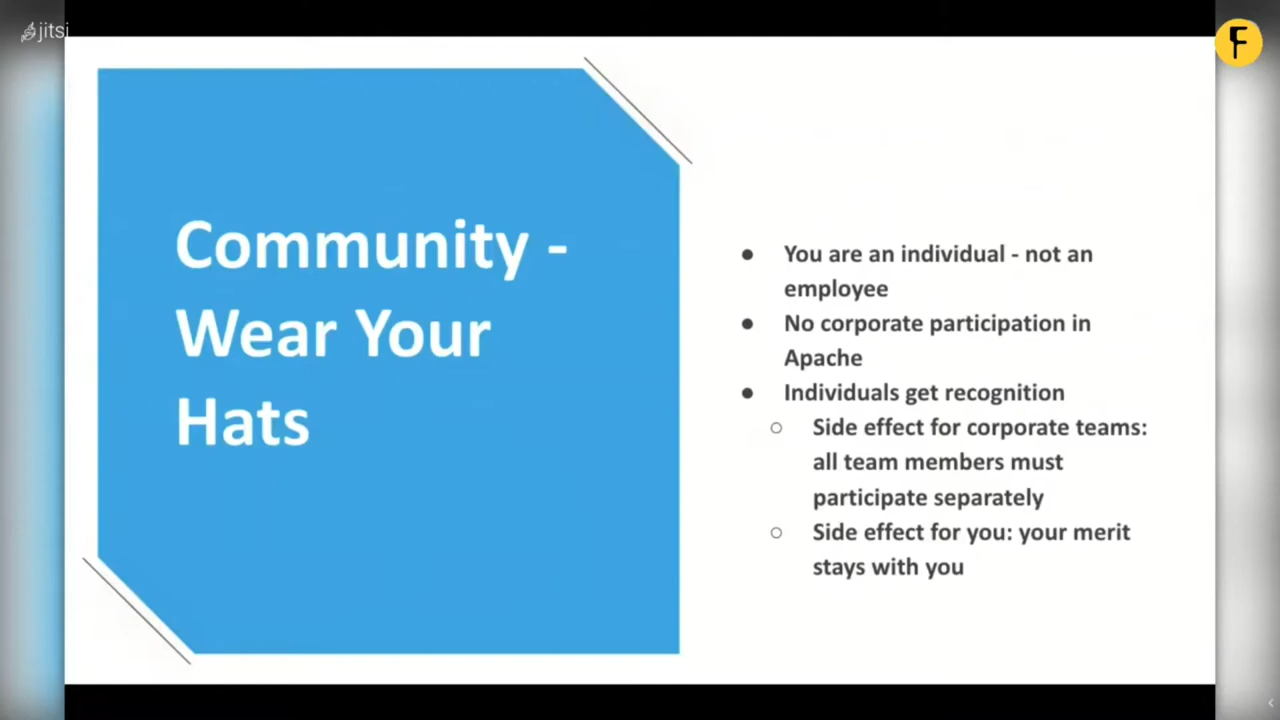 jitsi
F
Community -
Wear Your
Hats
● You are an individual - not an
employee
● No corporate participation in
Apache
● Individuals get recognition
○ Side effect for corporate teams:
all team members must
participate separately
○ Side effect for you: your merit
stays with you